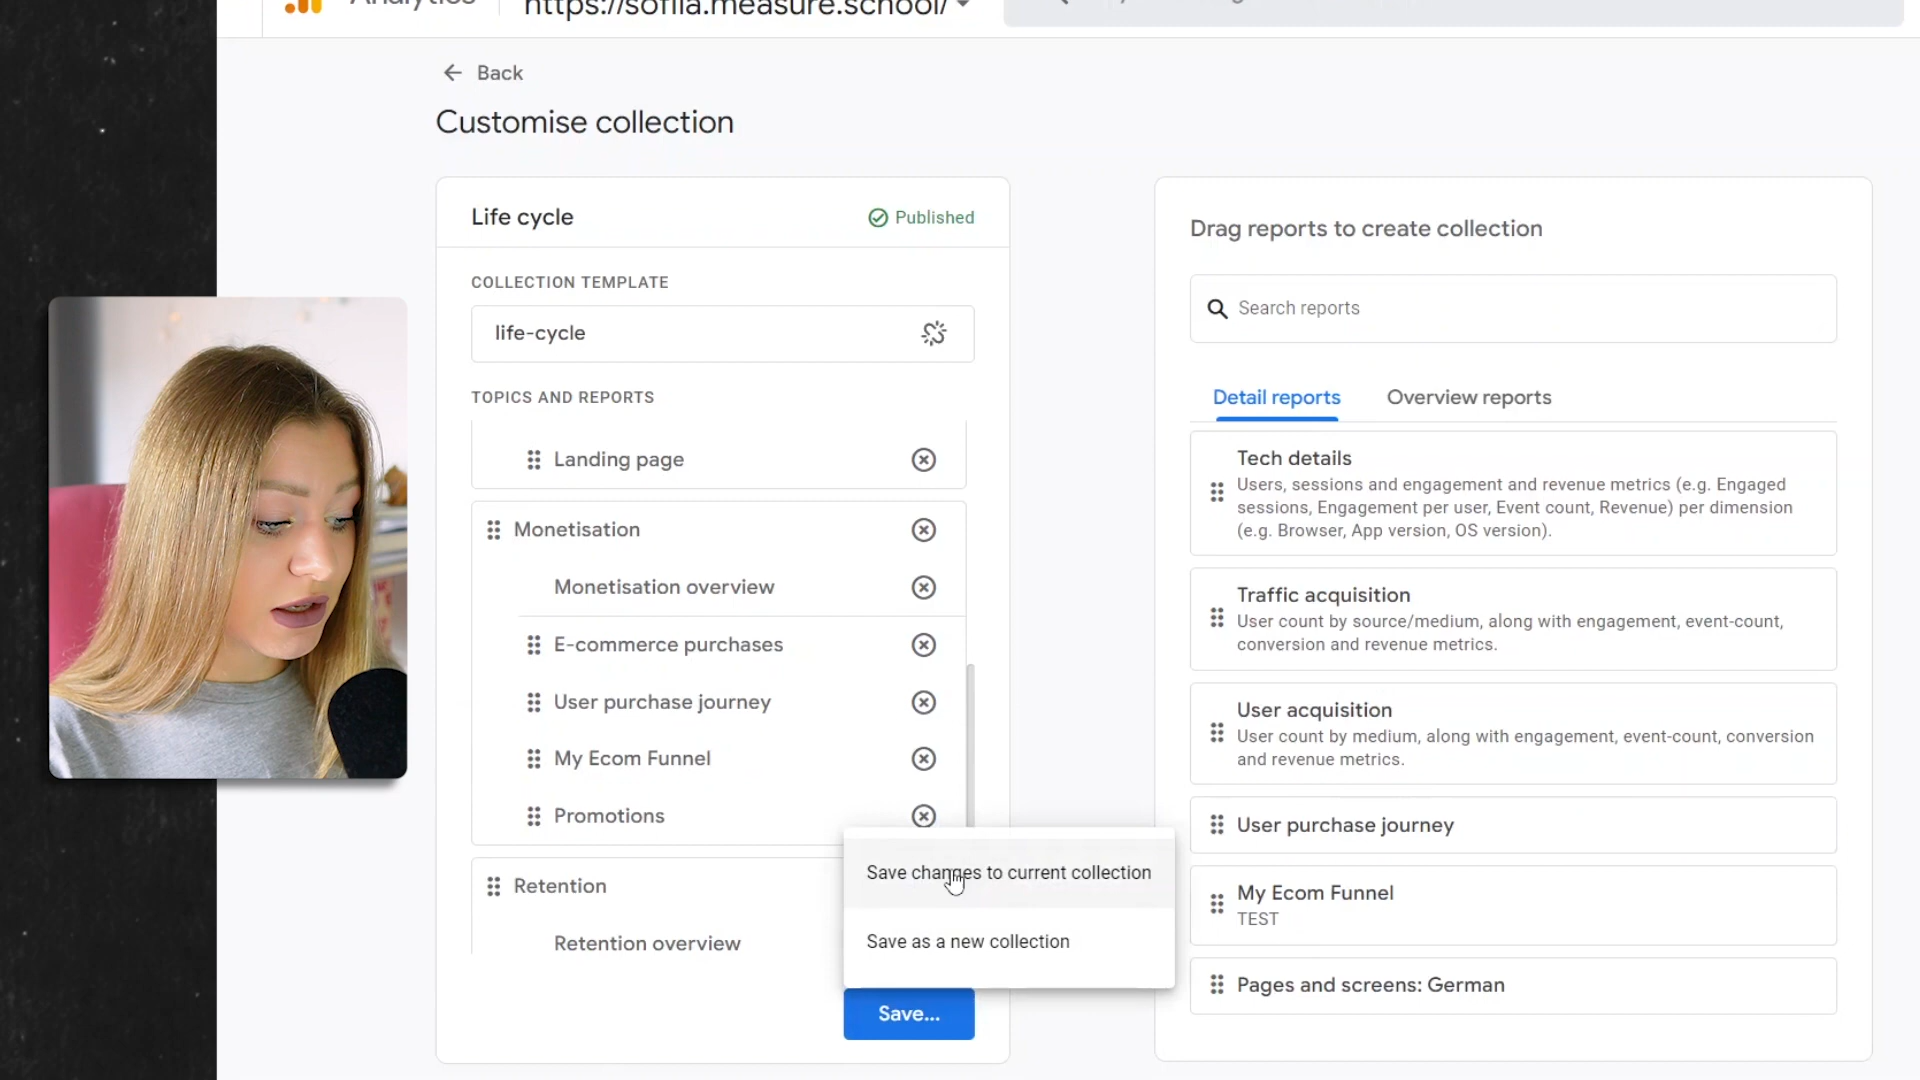 Analytics
https://sofiia.measure.school/
Back
Customise collection
Life cycle
Published
COLLECTION TEMPLATE
life-cycle
TOPICS AND REPORTS
Landing page
Monetisation
Monetisation overview
E-commerce purchases
User purchase journey
My Ecom Funnel
Promotions
Retention
Retention overview
Save changes to current collection
Save as a new collection
Save...
Drag reports to create collection
Search reports
Detail reports
Overview reports
Tech details
Users, sessions and engagement and revenue metrics (e.g. Engaged
sessions, Engagement per user, Event count, Revenue) per dimension
(e.g. Browser, App version, OS version).
Traffic acquisition
User count by source/medium, along with engagement, event-count,
conversion and revenue metrics.
User acquisition
User count by medium, along with engagement, event-count, conversion
and revenue metrics.
User purchase journey
My Ecom Funnel
TEST
Pages and screens: German